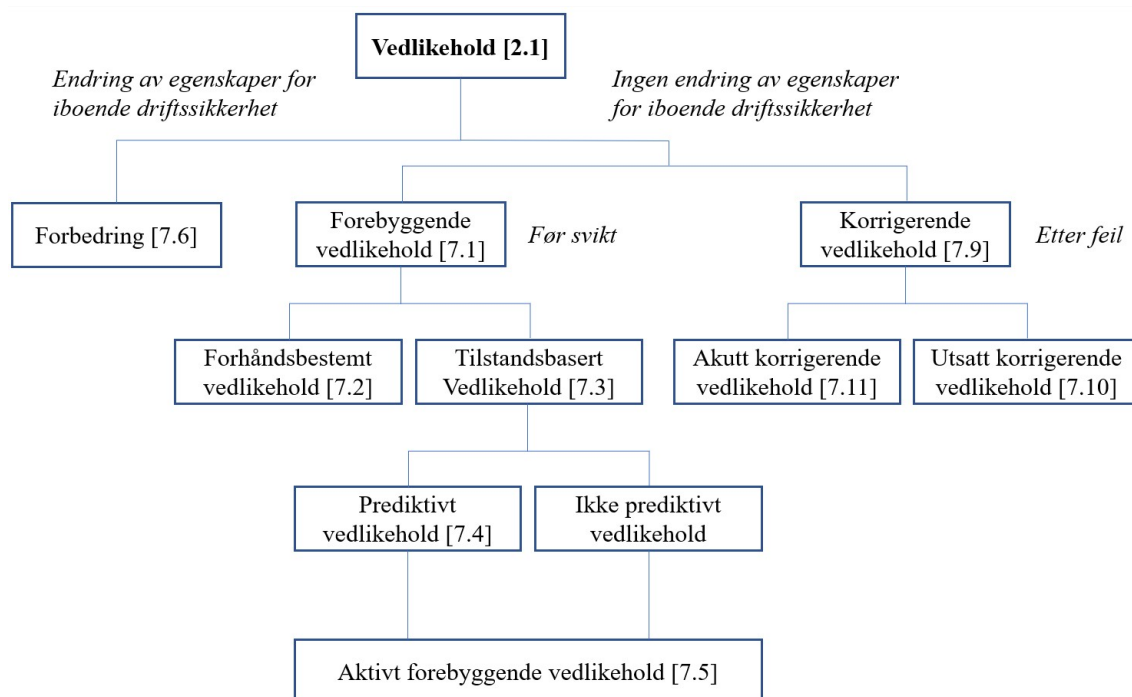 Vedlikehold [2.1]
Endring av egenskaper for
iboende driftssikkerhet
Ingen endring av egenskaper
for iboende driftssikkerhet
Forbedring [7.6]
Forebyggende
vedlikehold [7.1]
Før svikt
Korrigerende
vedlikehold [7.9]
Etter feil
Forhåndsbestemt
vedlikehold [7.2]
Tilstandsbasert
Vedlikehold [7.3]
Akutt korrigerende
vedlikehold [7.11]
Utsatt korrigerende
vedlikehold [7.10]
Prediktivt
vedlikehold [7.4]
Ikke prediktivt
vedlikehold
Aktivt forebyggende vedlikehold [7.5]